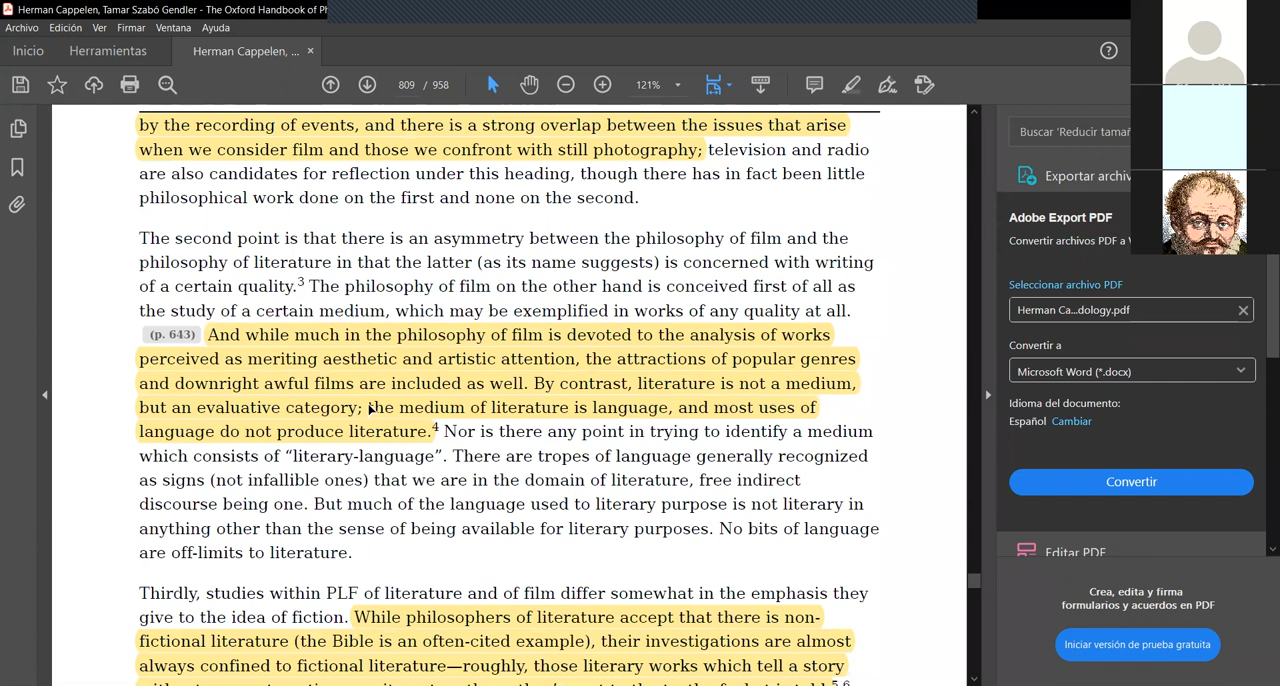 Herman Cappelen, Tamar Szabó Gendler - The Oxford Handbook of Ph
Archivo Edición Ver Firmar Ventana Ayuda
Inicio Herramientas Herman Cappelen, ... ×
809 / 958 121%
by the recording of events, and there is a strong overlap between the issues that arise
when we consider film and those we confront with still photography; television and radio
are also candidates for reflection under this heading, though there has in fact been little
philosophical work done on the first and none on the second.
The second point is that there is an asymmetry between the philosophy of film and the
philosophy of literature in that the latter (as its name suggests) is concerned with writing
of a certain quality.3 The philosophy of film on the other hand is conceived first of all as
the study of a certain medium, which may be exemplified in works of any quality at all.
(p. 643) And while much in the philosophy of film is devoted to the analysis of works
perceived as meriting aesthetic and artistic attention, the attractions of popular genres
and downright awful films are included as well. By contrast, literature is not a medium,
but an evaluative category; the medium of literature is language, and most uses of
language do not produce literature.4 Nor is there any point in trying to identify a medium
which consists of “literary-language”. There are tropes of language generally recognized
as signs (not infallible ones) that we are in the domain of literature, free indirect
discourse being one. But much of the language used to literary purpose is not literary in
anything other than the sense of being available for literary purposes. No bits of language
are off-limits to literature.
Thirdly, studies within PLF of literature and of film differ somewhat in the emphasis they
give to the idea of fiction. While philosophers of literature accept that there is non-
fictional literature (the Bible is an often-cited example), their investigations are almost
always confined to fictional literature—roughly, those literary works which tell a story
5,6
Buscar 'Reducir tamañ
Exportar archiv
Adobe Export PDF
Convertir archivos PDF a
Seleccionar archivo PDF
Herman Ca...dology.pdf
Convertir a
Microsoft Word (*.docx)
Idioma del documento:
Español Cambiar
Convertir
Editar PDF
Crea, edita y firma
formularios y acuerdos en PDF
Iniciar versión de prueba gratuita